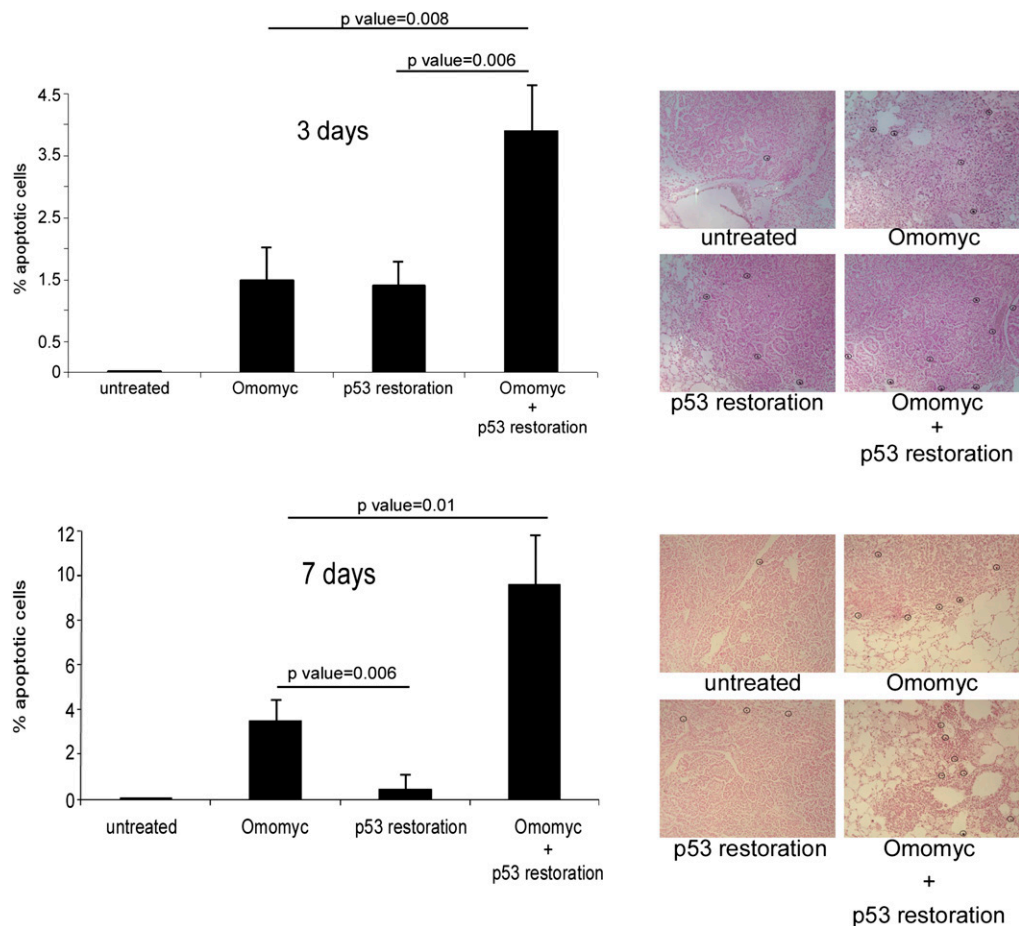 p value=0.008
p value=0.006
% apoptotic cells
4.5
3.5
2.5
1.5
0.5
0
3 days
untreated
Omomyc
p53 restoration
Omomyc
+
p53 restoration
untreated
Omomyc
p53 restoration
Omomyc
+
p53 restoration
p value=0.01
p value=0.006
% apoptotic cells
12
10
8
6
4
2
0
7 days
untreated
Omomyc
p53 restoration
Omomyc
+
p53 restoration
untreated
Omomyc
p53 restoration
Omomyc
+
p53 restoration